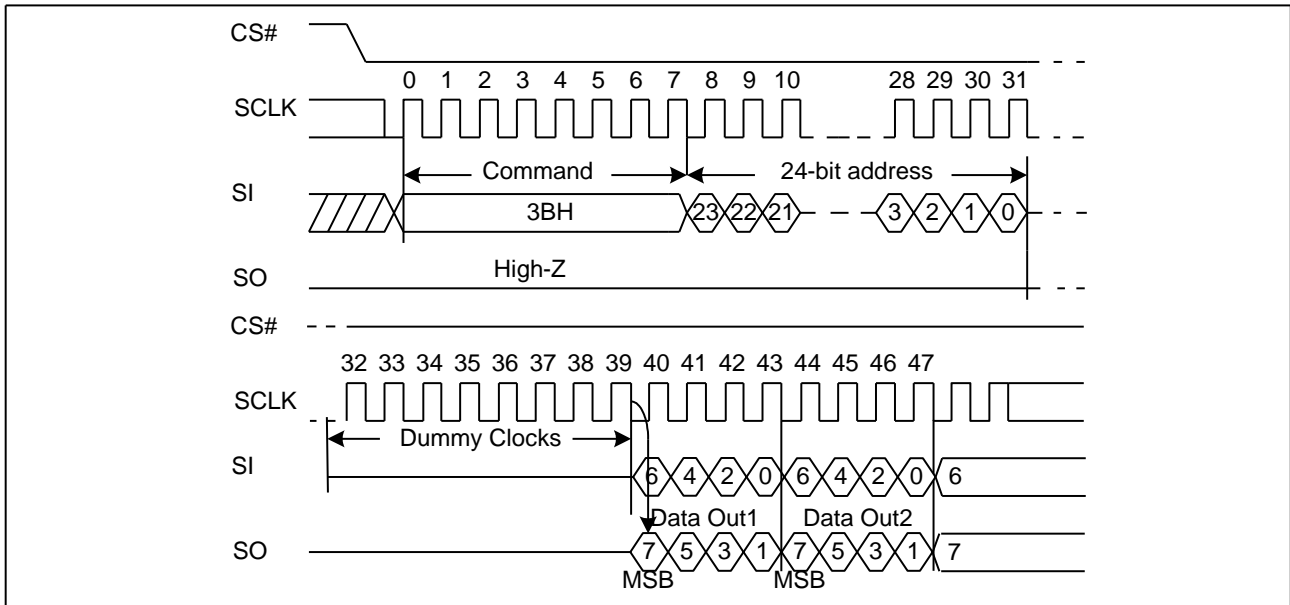 CS#
0 1 2 3 4 5 6 7 8 9 10 28 29 30 31
SCLK
Command 24-bit address
SI
3BH 23 22 21 3 2 1 0
High-Z
SO
CS#
32 33 34 35 36 37 38 39 40 41 42 43 44 45 46 47
SCLK
Dummy Clocks
SI
6 4 2 0 6 4 2 0 6
Data Out1 Data Out2
SO
7 5 3 1 7 5 3 1 7
MSB MSB